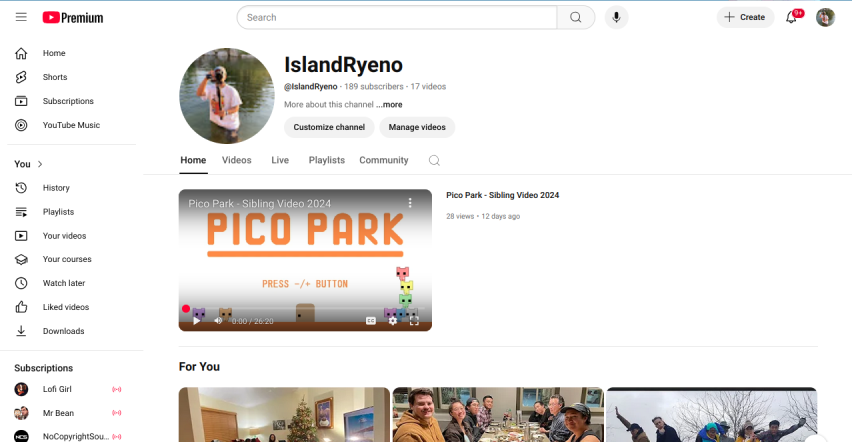 Premium
Search
Create
9+
Home
Shorts
Subscriptions
YouTube Music
You
History
Playlists
Your videos
Your courses
Watch later
Liked videos
Downloads
Subscriptions
Lofi Girl
Mr Bean
NCS
NoCopyrightSou...
IslandRyeno
@IslandRyeno · 189 subscribers · 17 videos
More about this channel ...more
Customize channel
Manage videos
Home Videos Live Playlists Community
Pico Park - Sibling Video 2024
PICO PARK
PRESS -/+ BUTTON
0:00 / 26:20
CC
Pico Park - Sibling Video 2024
28 views · 12 days ago
For You